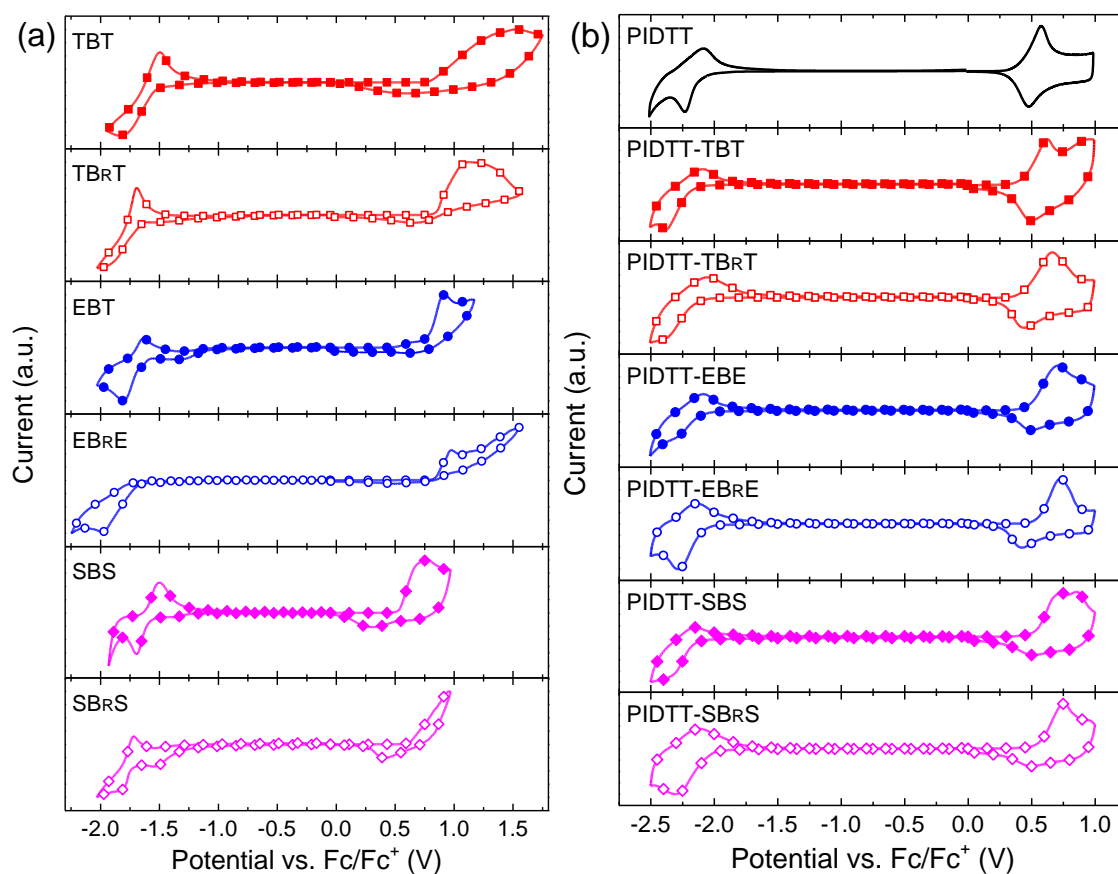 (a)
TBT
TBRT
EBT
EBRE
SBS
SBRS
Current (a.u.)
-2.0 -1.5 -1.0 -0.5 0.0 0.5 1.0 1.5
Potential vs. Fc/Fc⁺ (V)
(b)
PIDTT
PIDTT-TBT
PIDTT-TBRT
PIDTT-EBE
PIDTT-EBRE
PIDTT-SBS
PIDTT-SBRS
Current (a.u.)
-2.5 -2.0 -1.5 -1.0 -0.5 0.0 0.5 1.0
Potential vs. Fc/Fc⁺ (V)